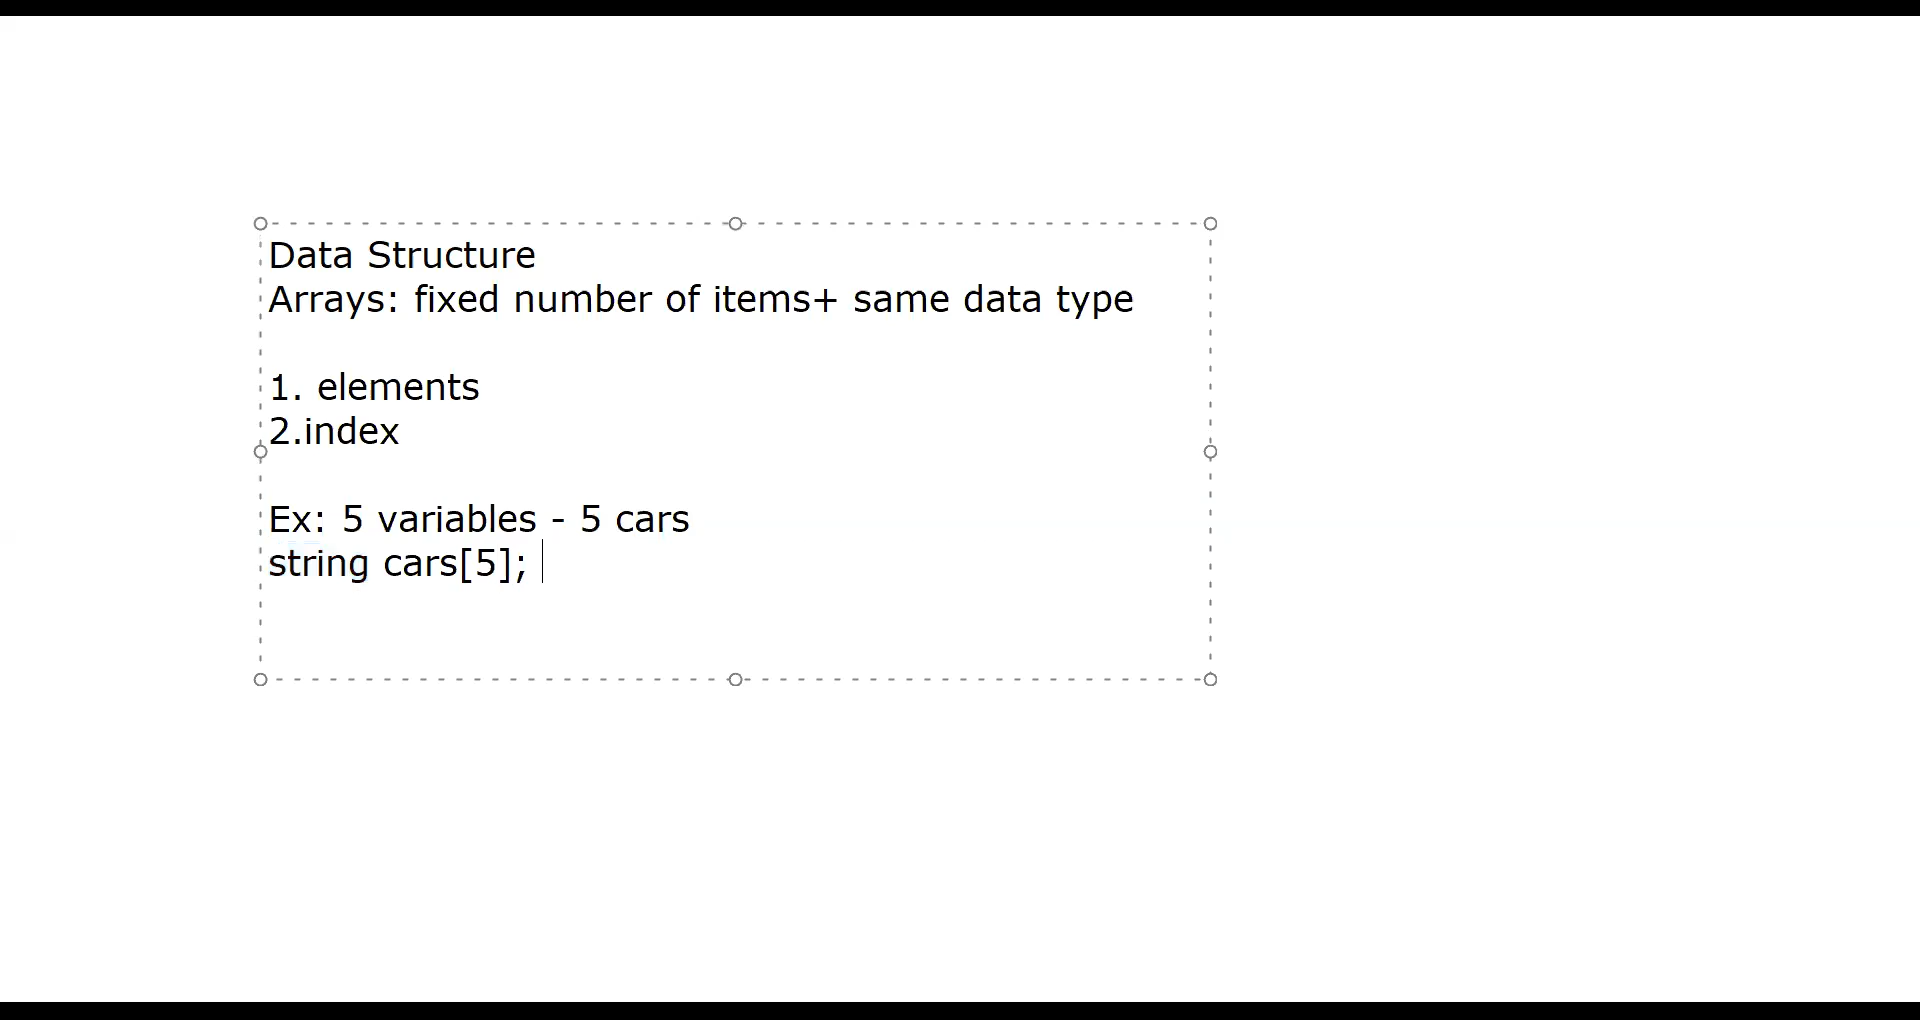 Data Structure
Arrays: fixed number of items+ same data type
1. elements
2.index
Ex: 5 variables - 5 cars
string cars[5];